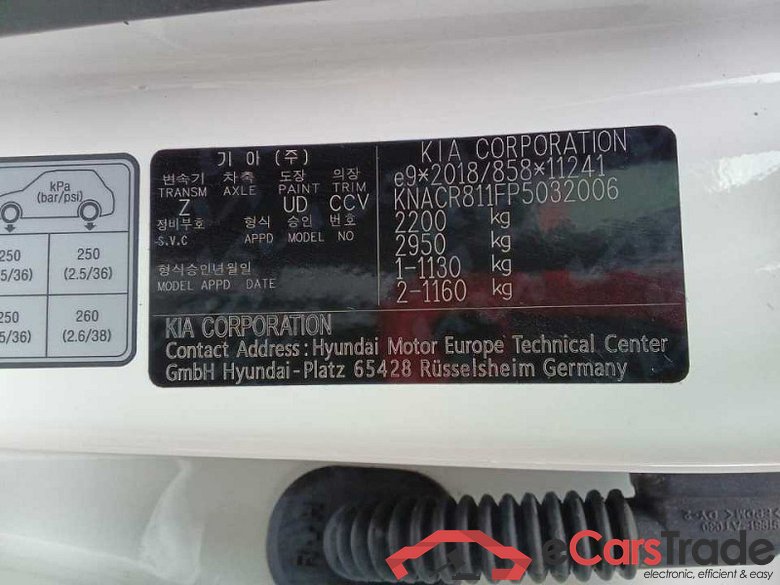 kPa
(bar/psi)
250
250
.5/36)
(2.5/36)
250
260
5/36)
(2.6/38)
기 아 (주)
변속기 차축 도장 의장
TRANSM AXLE PAINT TRIM
Z UD CCV
정비부호 형식 승인 번호
-S.V.C APPD MODEL NO
형식승인년월일
MODEL APPD DATE
KIA CORPORATION
e9*2018/858*11241
KNACR811FP5032006
2200 kg
2950 kg
1-1130 kg
2-1160 kg
KIA CORPORATION
Contact Address : Hyundai Motor Europe Technical Center
GmbH Hyundai-Platz 65428 Rüsselsheim Germany
eCarsTrade
electronic, efficient & easy